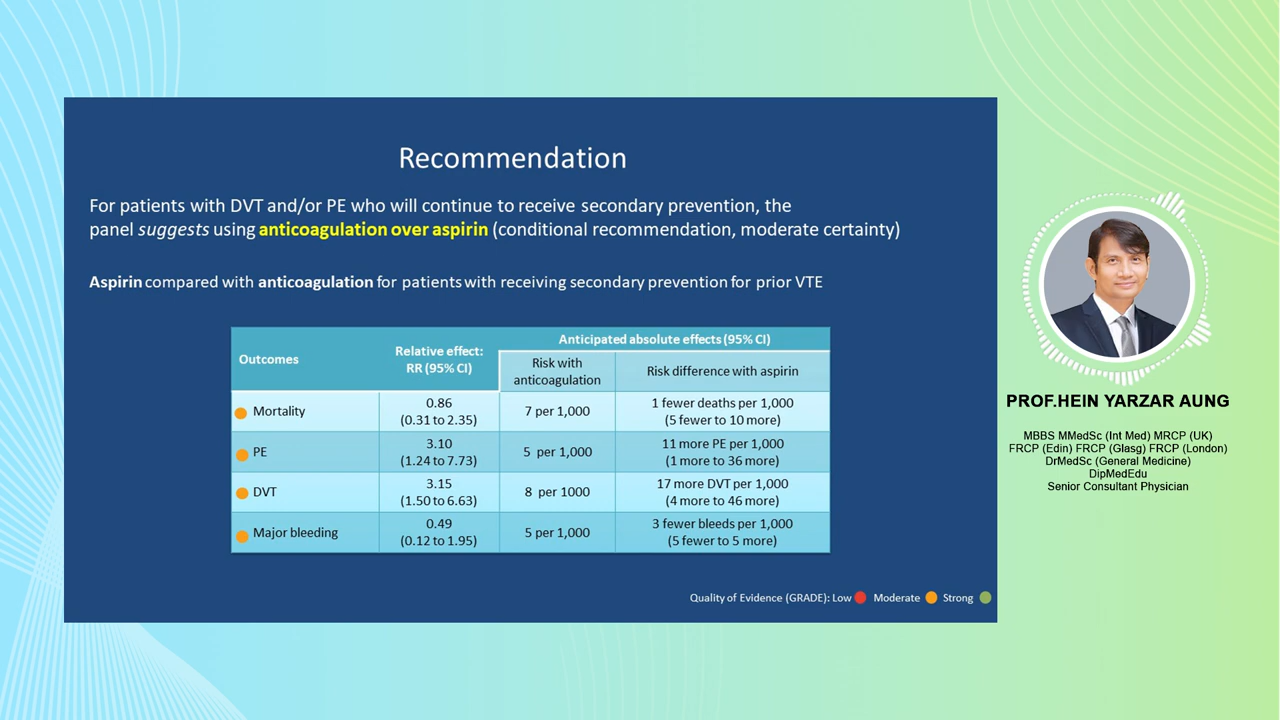 Recommendation
For patients with DVT and/or PE who will continue to receive secondary prevention, the
panel suggests using anticoagulation over aspirin (conditional recommendation, moderate certainty)
Aspirin compared with anticoagulation for patients with receiving secondary prevention for prior VTE
Outcomes
Relative effect:
RR (95% CI)
Anticipated absolute effects (95% CI)
Risk with
anticoagulation
Risk difference with aspirin
Mortality
0.86
(0.31 to 2.35)
7 per 1,000
1 fewer deaths per 1,000
(5 fewer to 10 more)
PE
3.10
(1.24 to 7.73)
5 per 1,000
11 more PE per 1,000
(1 more to 36 more)
DVT
3.15
(1.50 to 6.63)
8 per 1000
17 more DVT per 1,000
(4 more to 46 more)
Major bleeding
0.49
(0.12 to 1.95)
5 per 1,000
3 fewer bleeds per 1,000
(5 fewer to 5 more)
Quality of Evidence (GRADE): Low Moderate Strong
PROF.HEIN YARZAR AUNG
MBBS MMedSc (Int Med) MRCP (UK)
FRCP (Edin) FRCP (Glasg) FRCP (London)
DrMedSc (General Medicine)
DipMedEdu
Senior Consultant Physician